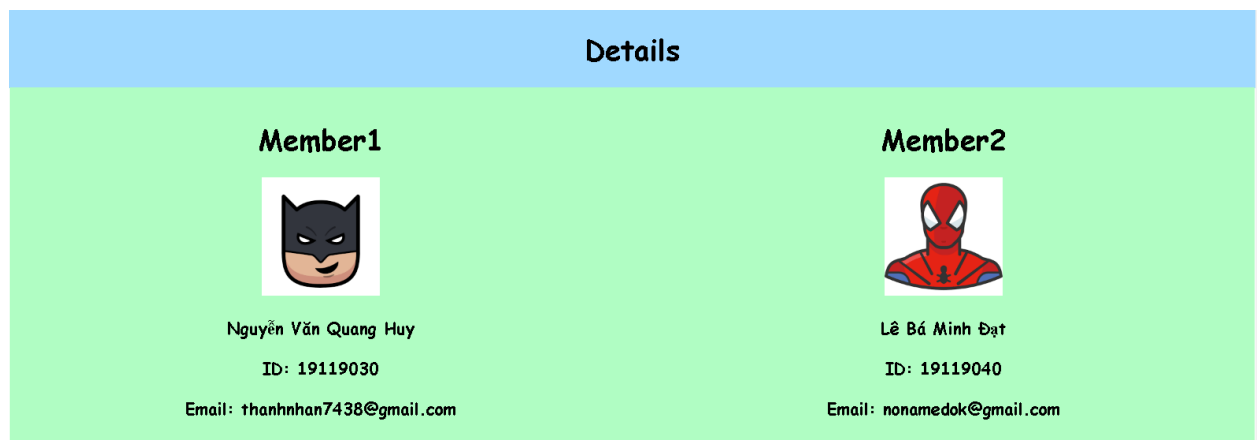 Details
Member1
Member2
Nguyễn Văn Quang Huy
Lê Bá Minh Đạt
ID: 19119030
ID: 19119040
Email: thanhnhan7438@gmail.com
Email: nonamedok@gmail.com